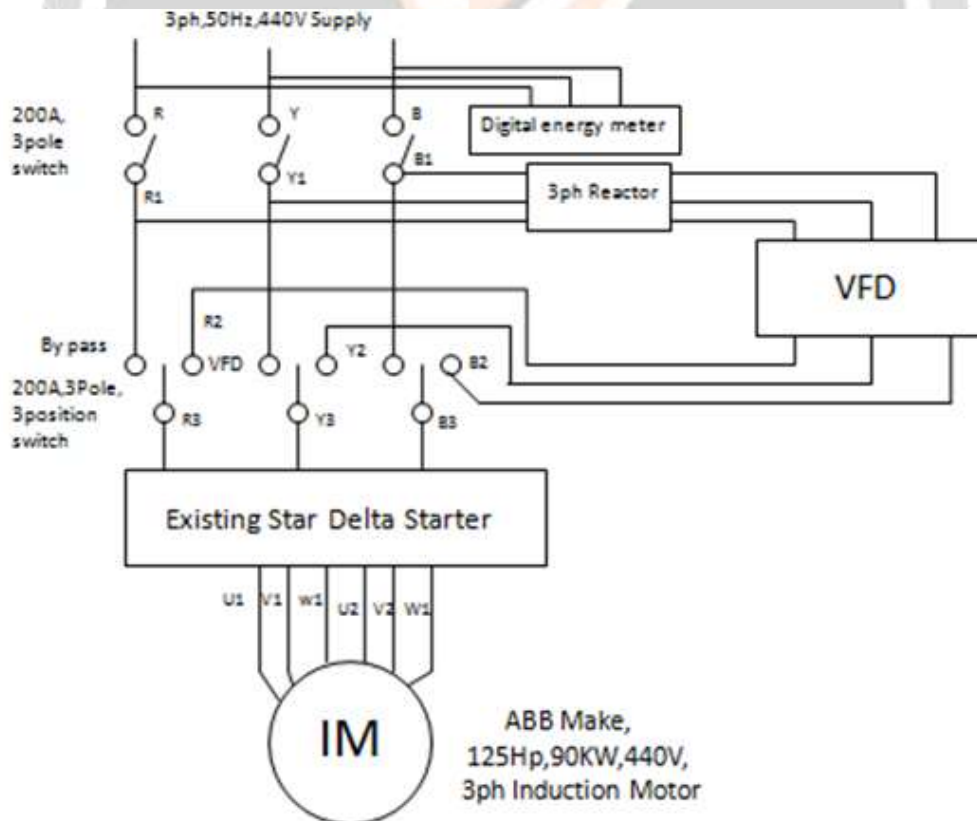 3ph,50Hz,440V Supply
200A,
3pole
switch
R
Y
B
Digital energy meter
B1
Y1
R1
3ph Reactor
VFD
R2
Y2
B2
By pass
VFD
200A,3Pole,
3position
switch
R3
Y3
B3
Existing Star Delta Starter
U1
V1
w1
U2
V2
W1
IM
ABB Make,
125Hp,90KW,440V,
3ph Induction Motor